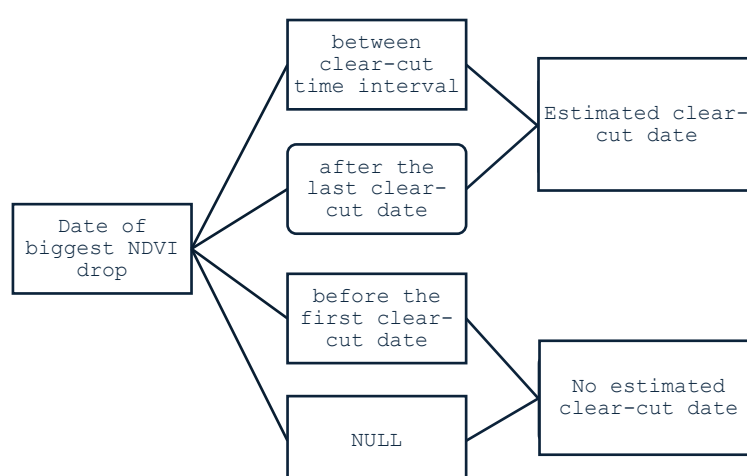 between
clear-cut
time interval
Estimated clear-
cut date
after the
last clear-
cut date
Date of
biggest NDVI
drop
before the
first clear-
cut date
No estimated
clear-cut date
NULL